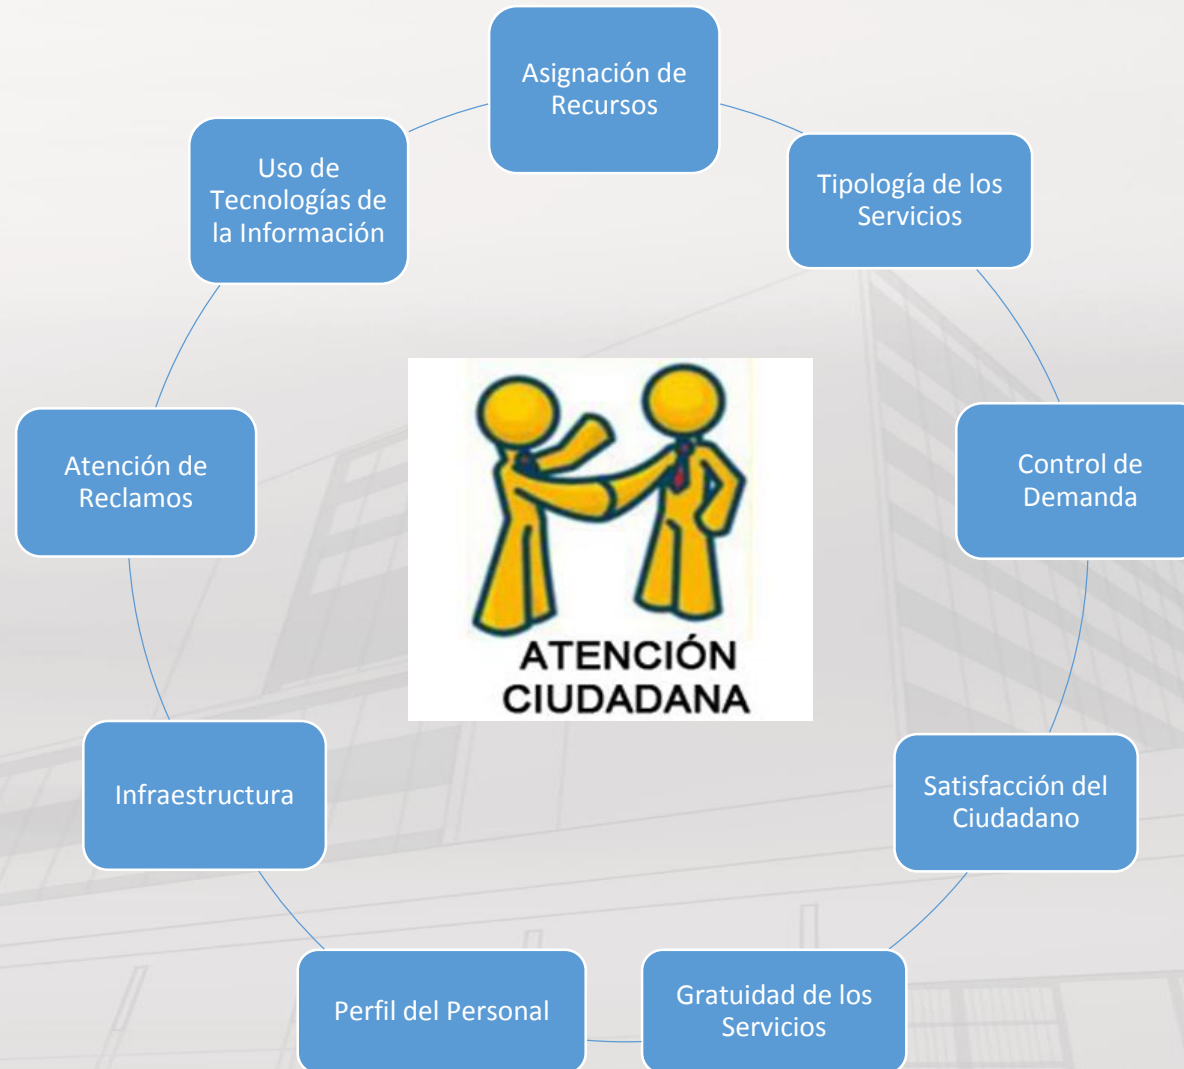 Asignación de
Recursos
Tipología de los
Servicios
Control de
Demanda
Satisfacción del
Ciudadano
Gratuidad de los
Servicios
Perfil del Personal
Infraestructura
Atención de
Reclamos
Uso de
Tecnologías de
la Información
ATENCIÓN
CIUDADANA